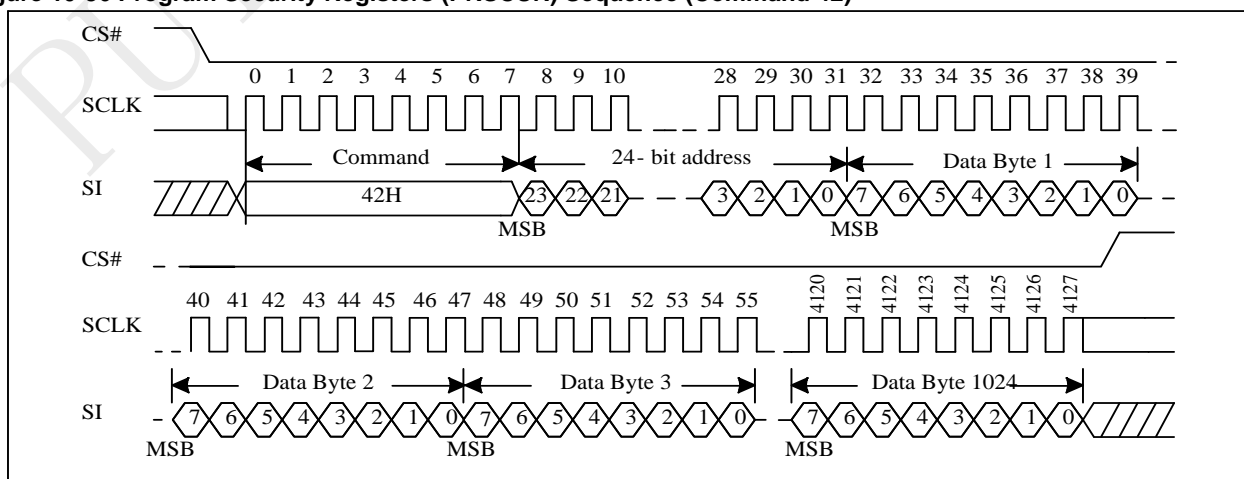 Figure 10-36 Program Security Registers (PRSCUR) Sequence (Command 42)
CS#
0 1 2 3 4 5 6 7 8 9 10 28 29 30 31 32 33 34 35 36 37 38 39
SCLK
Command 24- bit address Data Byte 1
SI 42H 23 22 21 3 2 1 0 7 6 5 4 3 2 1 0
MSB MSB
CS#
40 41 42 43 44 45 46 47 48 49 50 51 52 53 54 55 4120 4121 4122 4123 4124 4125 4126 4127
SCLK
Data Byte 2 Data Byte 3 Data Byte 1024
SI 7 6 5 4 3 2 1 0 7 6 5 4 3 2 1 0 7 6 5 4 3 2 1 0
MSB MSB MSB